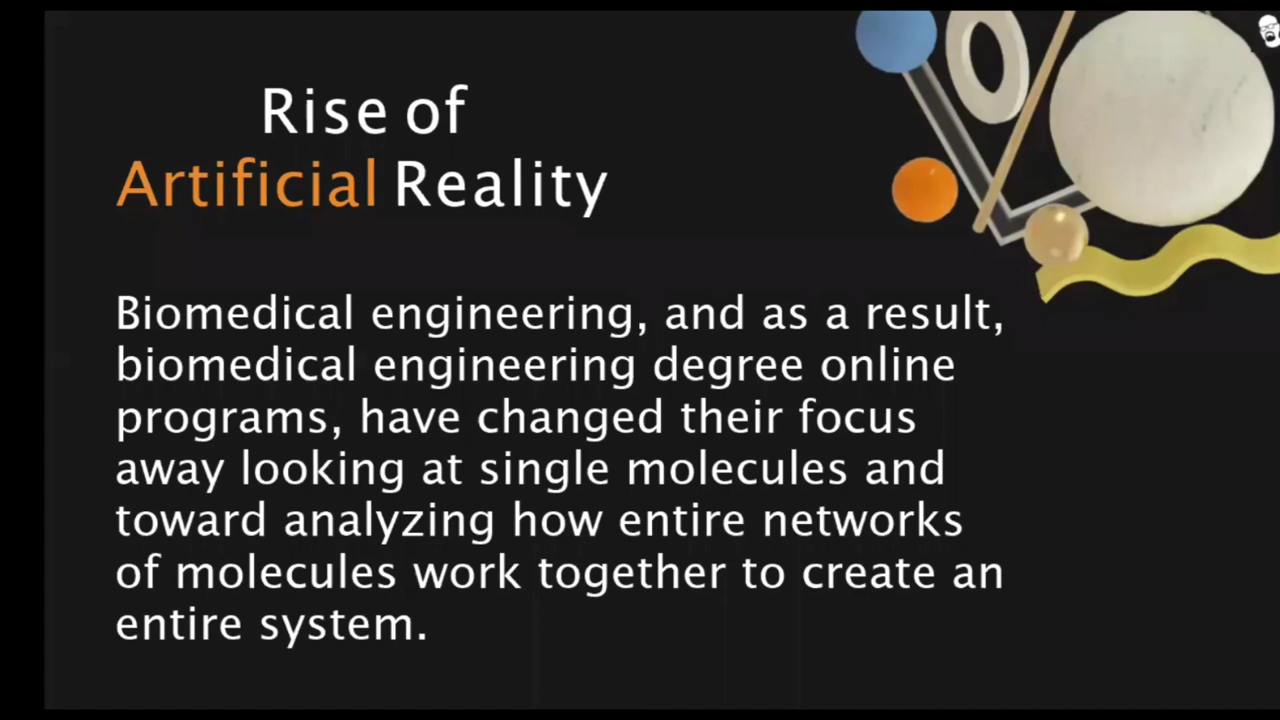 Rise of
Artificial Reality
Biomedical engineering, and as a result,
biomedical engineering degree online
programs, have changed their focus
away looking at single molecules and
toward analyzing how entire networks
of molecules work together to create an
entire system.